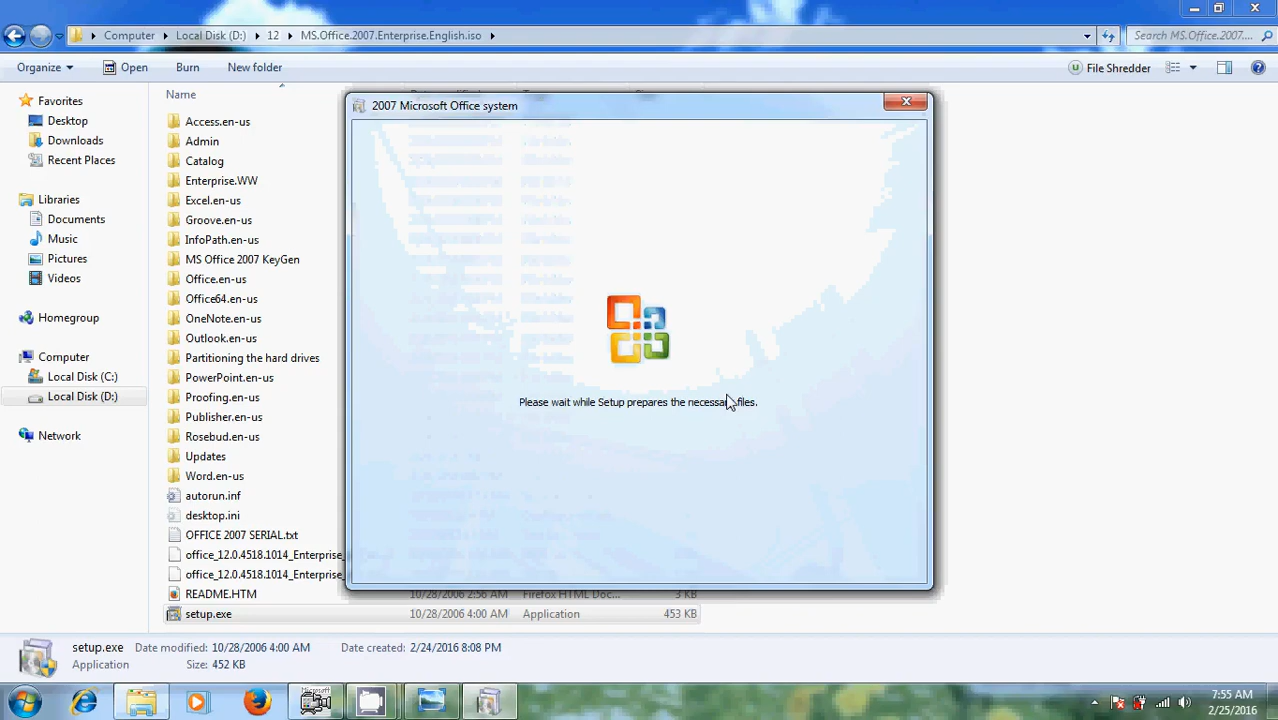 Computer Local Disk (D:) 12 MS.Office.2007.Enterprise.English.iso
Search MS.Office.2007....
Organize Open Burn New folder
File Shredder
Name
Favorites
Desktop
Downloads
Recent Places
Libraries
Documents
Music
Pictures
Videos
Homegroup
Computer
Local Disk (C:)
Local Disk (D:)
Network
Access.en-us
Admin
Catalog
Enterprise.WW
Excel.en-us
Groove.en-us
InfoPath.en-us
MS Office 2007 KeyGen
Office.en-us
Office64.en-us
OneNote.en-us
Outlook.en-us
Partitioning the hard drives
PowerPoint.en-us
Proofing.en-us
Publisher.en-us
Rosebud.en-us
Updates
Word.en-us
autorun.inf
desktop.ini
OFFICE 2007 SERIAL.txt
office_12.0.4518.1014_Enterprise_
office_12.0.4518.1014_Enterprise_
README.HTM 10/28/2006 2:56 AM Firefox HTML Doc... 3 KB
setup.exe 10/28/2006 4:00 AM Application 453 KB
2007 Microsoft Office system
Please wait while Setup prepares the necessary files.
setup.exe Date modified: 10/28/2006 4:00 AM Date created: 2/24/2016 8:08 PM
Application Size: 452 KB
7:55 AM
2/25/2016